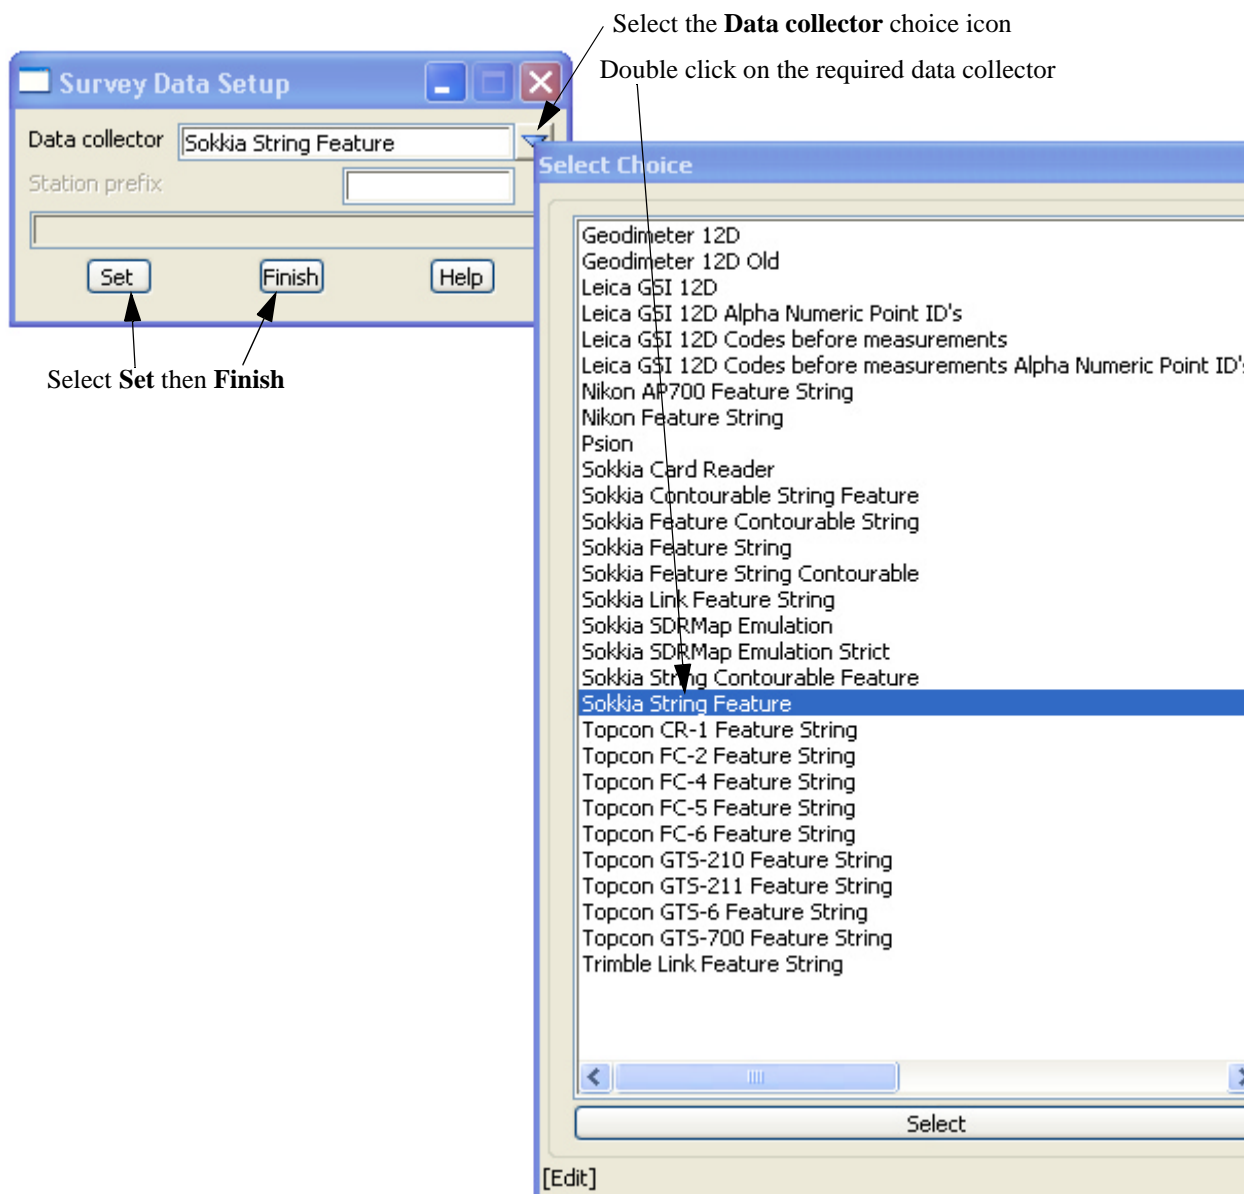 Select the Data collector choice icon
Double click on the required data collector
Survey Data Setup
Data collector
Sokkia String Feature
Station prefix
Set
Finish
Help
Select Set then Finish
Select Choice
Geodimeter 12D
Geodimeter 12D Old
Leica GSI 12D
Leica GSI 12D Alpha Numeric Point ID's
Leica GSI 12D Codes before measurements
Leica GSI 12D Codes before measurements Alpha Numeric Point ID's
Nikon AP700 Feature String
Nikon Feature String
Psion
Sokkia Card Reader
Sokkia Contourable String Feature
Sokkia Feature Contourable String
Sokkia Feature String
Sokkia Feature String Contourable
Sokkia Link Feature String
Sokkia SDRMap Emulation
Sokkia SDRMap Emulation Strict
Sokkia String Contourable Feature
Sokkia String Feature
Topcon CR-1 Feature String
Topcon FC-2 Feature String
Topcon FC-4 Feature String
Topcon FC-5 Feature String
Topcon FC-6 Feature String
Topcon GTS-210 Feature String
Topcon GTS-211 Feature String
Topcon GTS-6 Feature String
Topcon GTS-700 Feature String
Trimble Link Feature String
Select
[Edit]